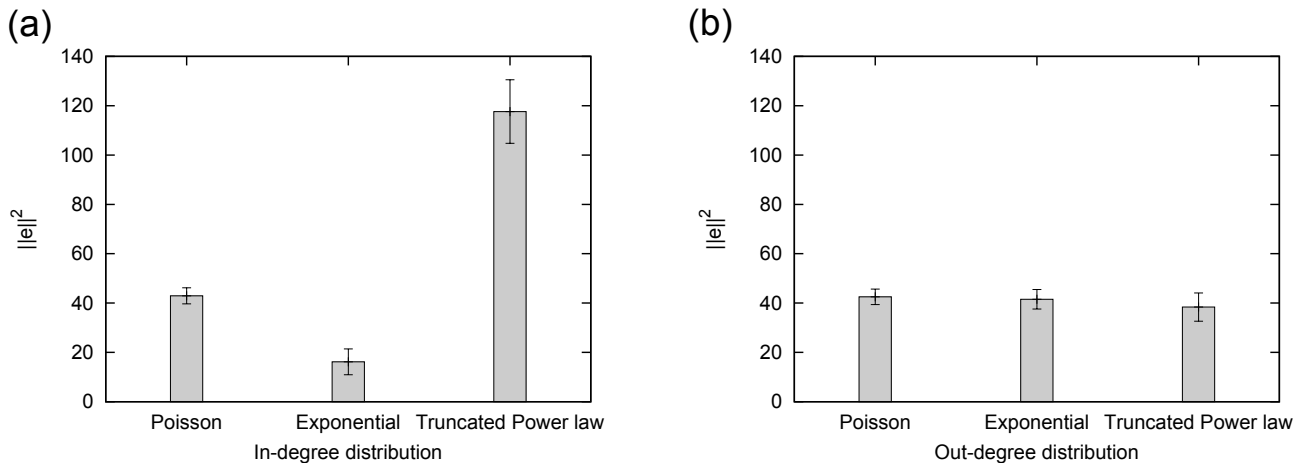 (a)
140
120
100
80
60
40
20
0
||e||^2
Poisson Exponential Truncated Power law
In-degree distribution
(b)
140
120
100
80
60
40
20
0
||e||^2
Poisson Exponential Truncated Power law
Out-degree distribution